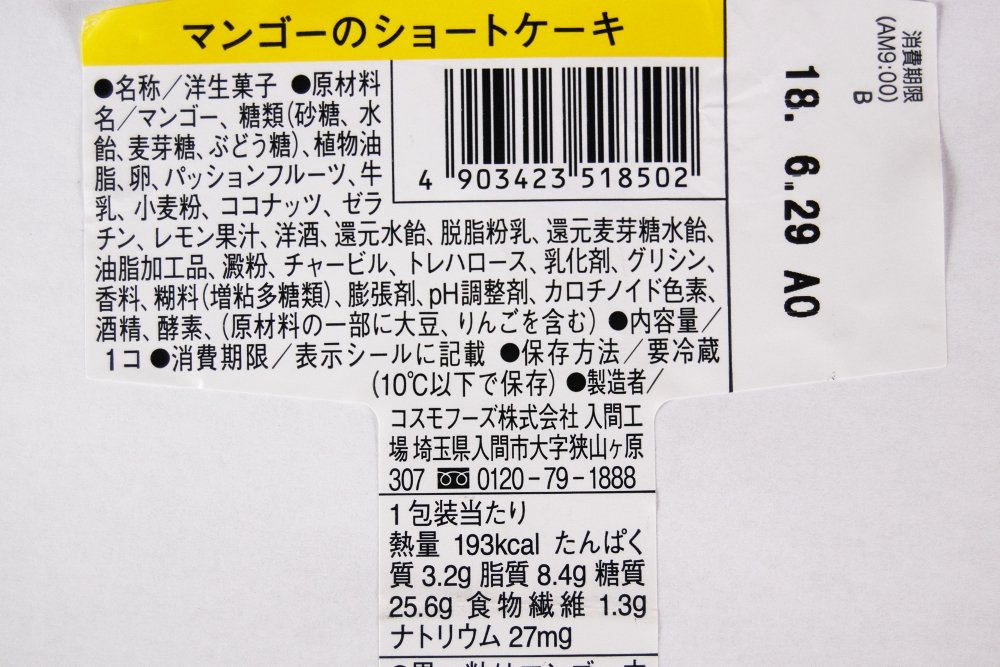 マンゴーのショートケーキ
●名称／洋生菓子 ●原材料
名／マンゴー、糖類(砂糖、水
飴、麦芽糖、ぶどう糖)、植物油
脂、卵、パッションフルーツ、牛
乳、小麦粉、ココナッツ、ゼラ
チン、レモン果汁、洋酒、還元水飴、脱脂粉乳、還元麦芽糖水飴、
油脂加工品、澱粉、チャービル、トレハロース、乳化剤、グリシン、
香料、糊料(増粘多糖類)、膨張剤、pH調整剤、カロチノイド色素、
酒精、酵素、(原材料の一部に大豆、りんごを含む) ●内容量／
1コ ●消費期限／表示シールに記載 ●保存方法／要冷蔵
(10℃以下で保存) ●製造者／
コスモフーズ株式会社 入間工
場 埼玉県入間市大字狭山ヶ原
307 0120-79-1888
1包装当たり
熱量 193kcal たんぱく
質 3.2g 脂質 8.4g 糖質
25.6g 食物繊維 1.3g
ナトリウム 27mg
4 903423 518502
消費期限
(AM9:00)
B
18. 6.29 A0